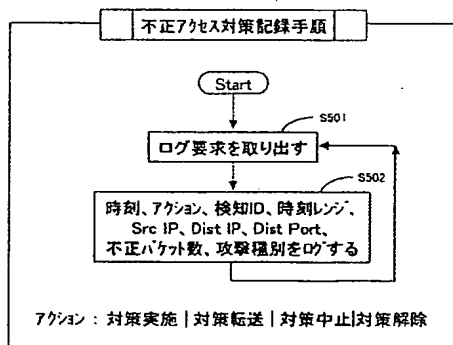 不正アクセス対策記録手順
Start
S501
ログ要求を取り出す
S502
時刻、アクション、検知ID、時刻レンジ、
Src IP、Dist IP、Dist Port、
不正パケット数、攻撃種別をログする
アクション : 対策実施 | 対策転送 | 対策中止|対策解除